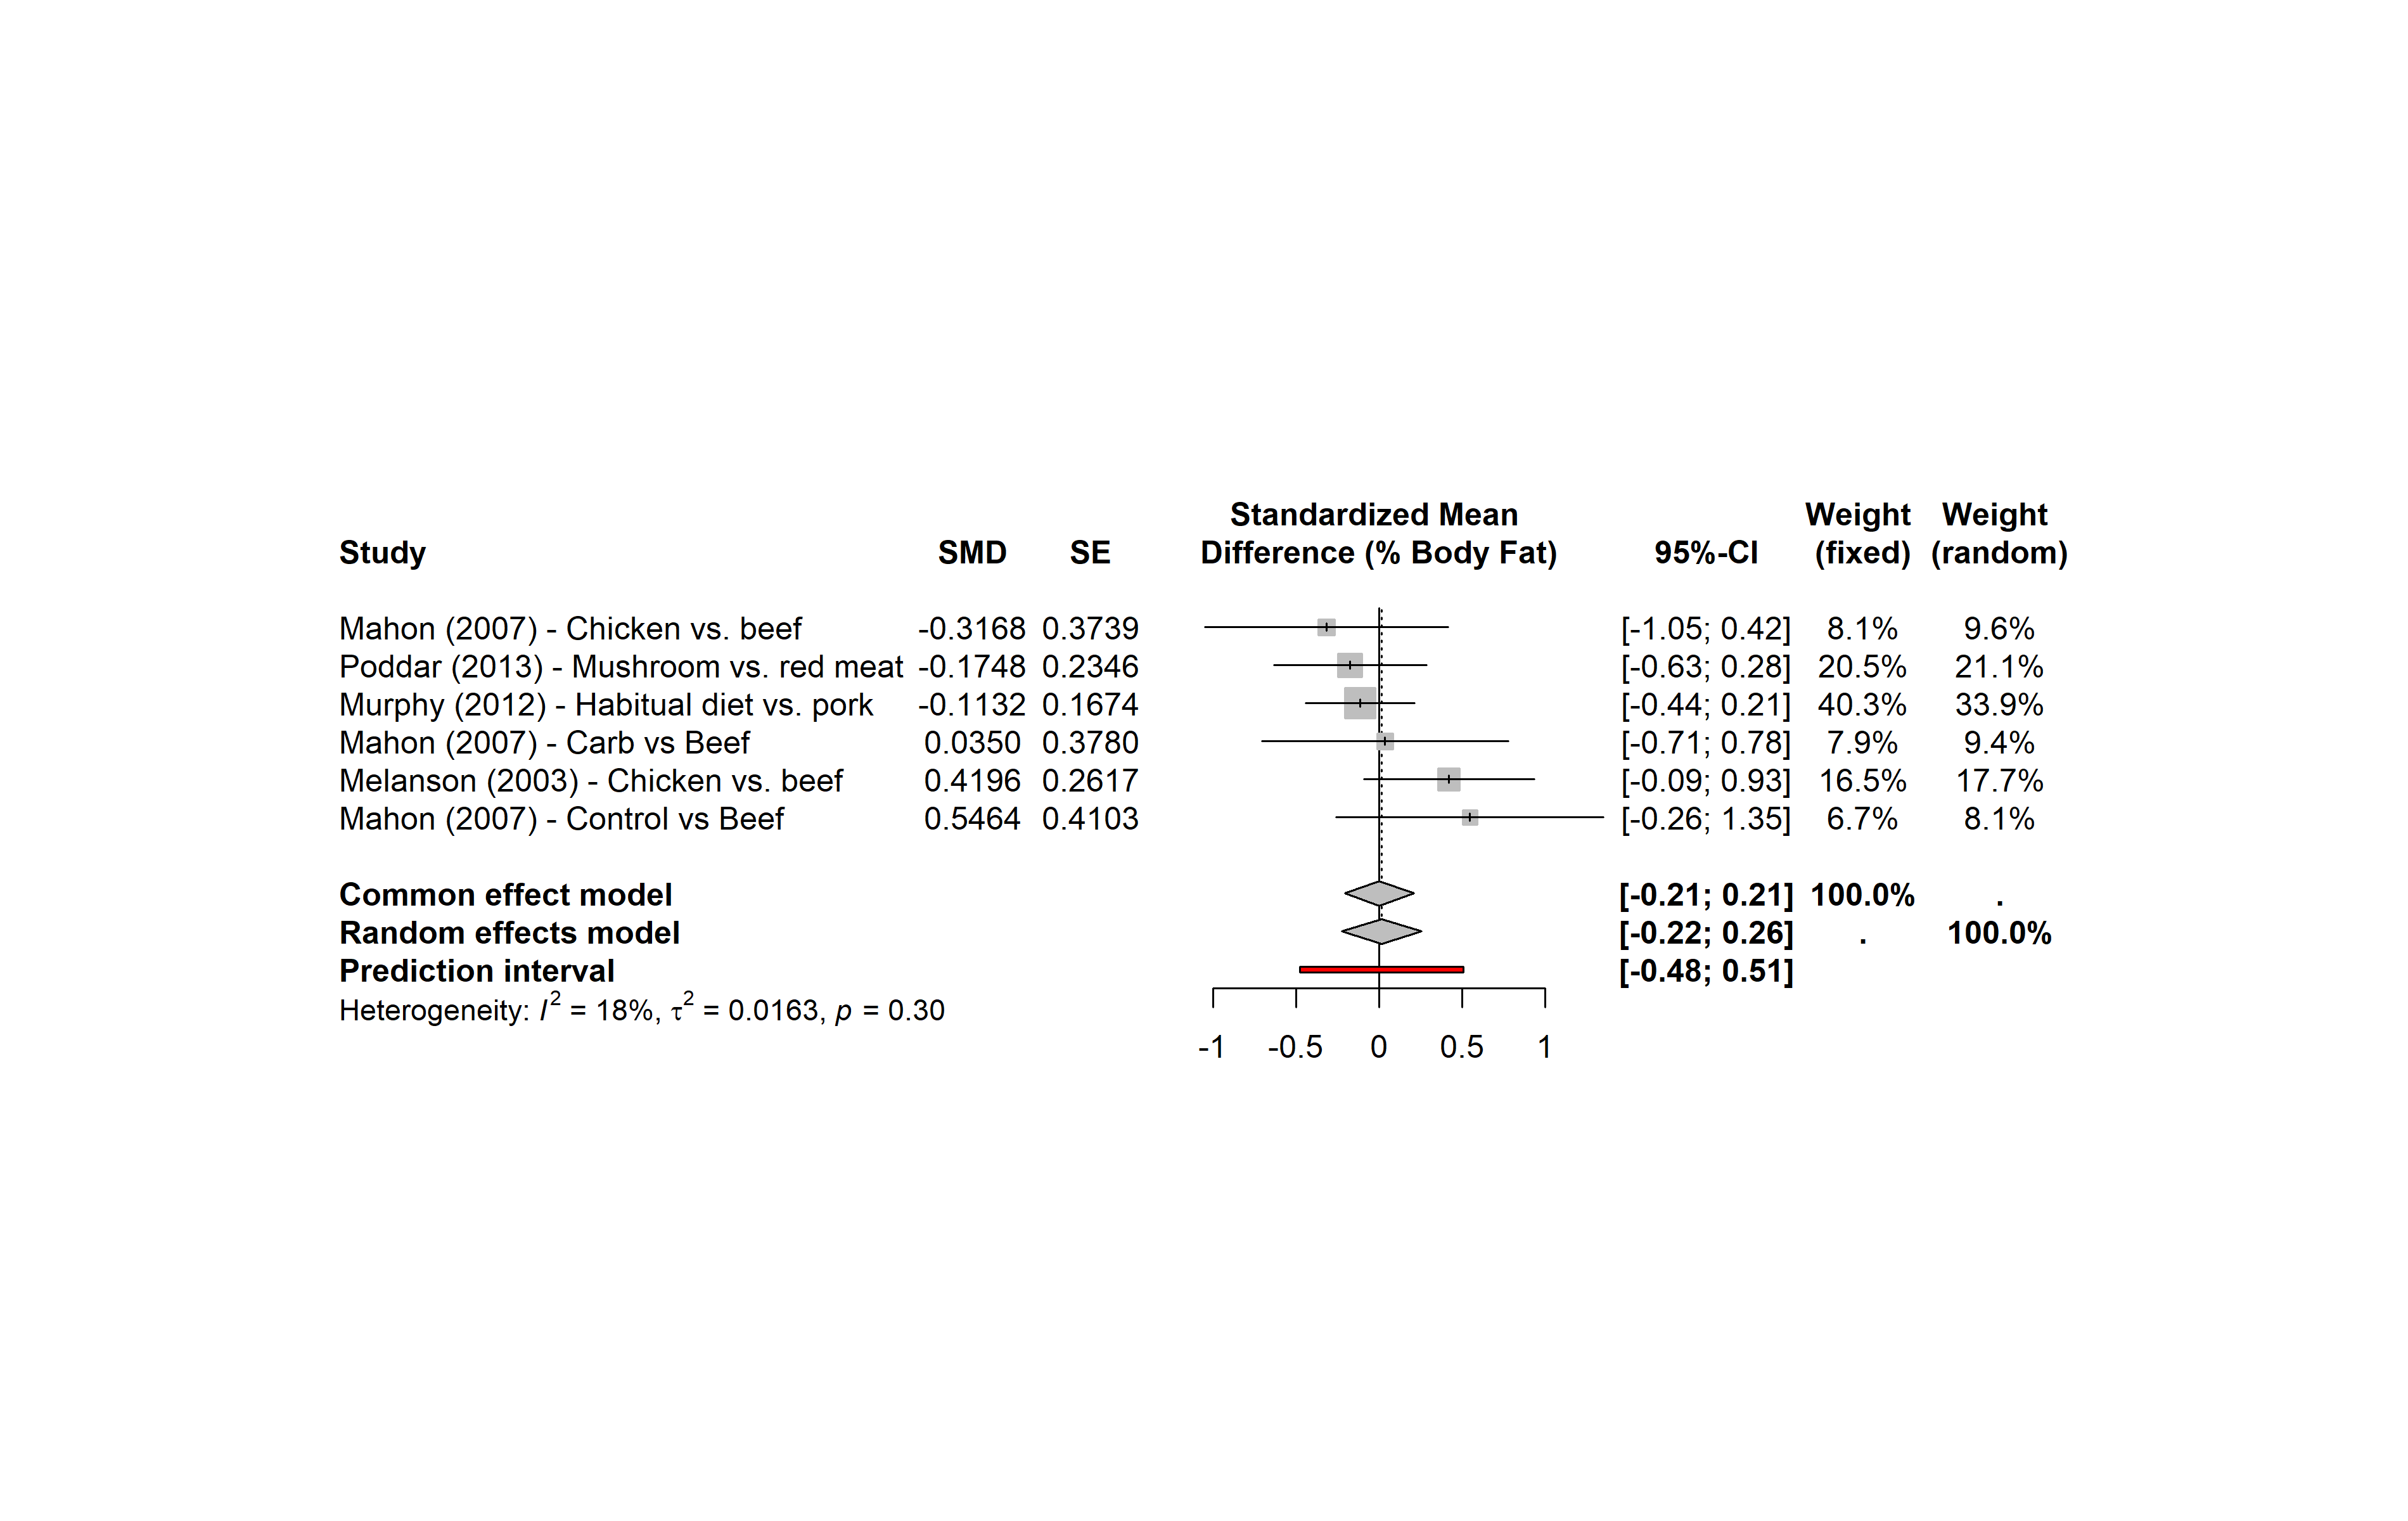 Standardized Mean Weight Weight
Study SMD SE Difference (% Body Fat) 95%-CI (fixed) (random)
Mahon (2007) - Chicken vs. beef -0.3168 0.3739 [-1.05; 0.42] 8.1% 9.6%
Poddar (2013) - Mushroom vs. red meat -0.1748 0.2346 [-0.63; 0.28] 20.5% 21.1%
Murphy (2012) - Habitual diet vs. pork -0.1132 0.1674 [-0.44; 0.21] 40.3% 33.9%
Mahon (2007) - Carb vs Beef 0.0350 0.3780 [-0.71; 0.78] 7.9% 9.4%
Melanson (2003) - Chicken vs. beef 0.4196 0.2617 [-0.09; 0.93] 16.5% 17.7%
Mahon (2007) - Control vs Beef 0.5464 0.4103 [-0.26; 1.35] 6.7% 8.1%
Common effect model [-0.21; 0.21] 100.0% .
Random effects model [-0.22; 0.26] . 100.0%
Prediction interval [-0.48; 0.51]
Heterogeneity: I² = 18%, τ² = 0.0163, p = 0.30
-1 -0.5 0 0.5 1